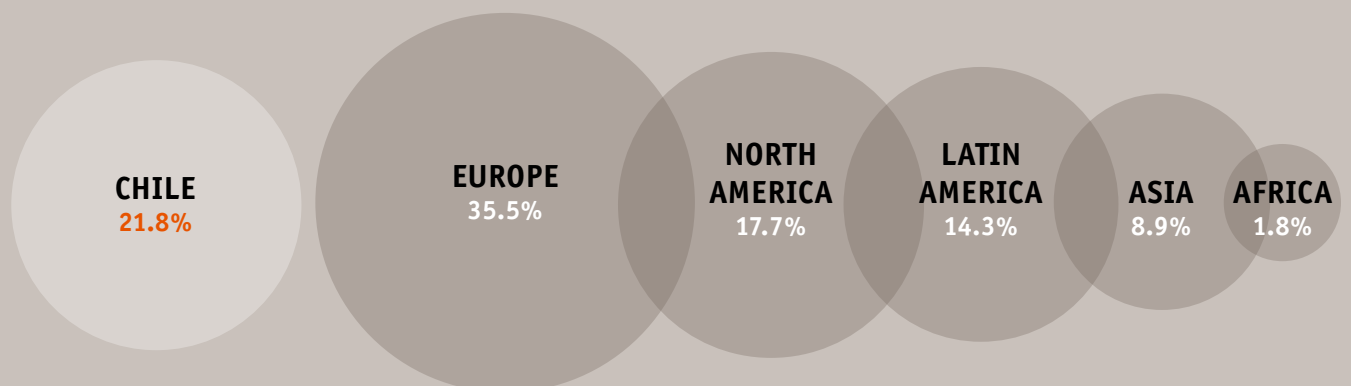 CHILE
21.8%
EUROPE
35.5%
NORTH
AMERICA
17.7%
LATIN
AMERICA
14.3%
ASIA
8.9%
AFRICA
1.8%